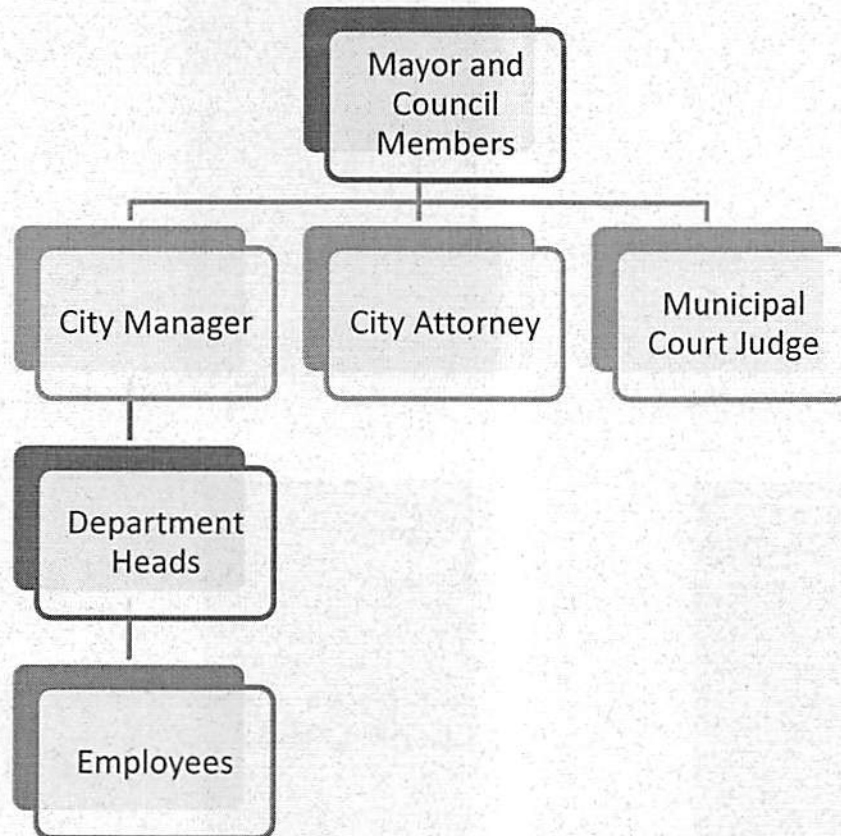 Mayor and
Council
Members
City Manager
City Attorney
Municipal
Court Judge
Department
Heads
Employees